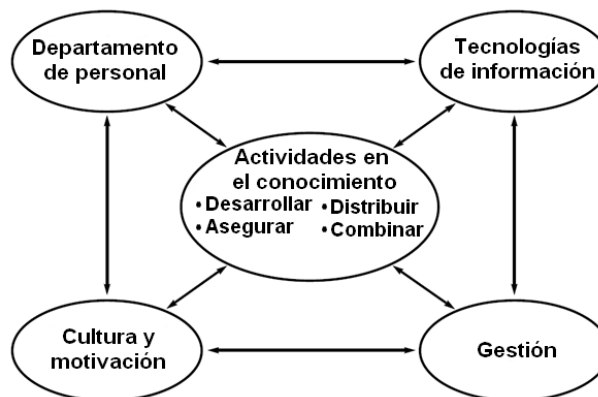 Departamento
de personal
Tecnologías
de información
Actividades en
el conocimiento
• Desarrollar • Distribuir
• Asegurar • Combinar
Cultura y
motivación
Gestión